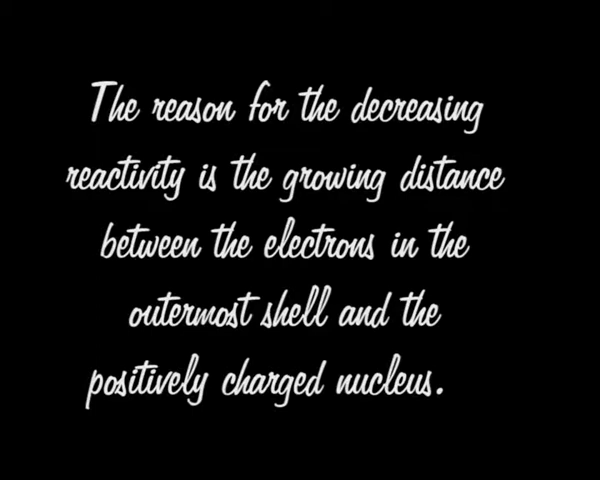 The reason for the decreasing
reactivity is the growing distance
between the electrons in the
outermost shell and the
positively charged nucleus.